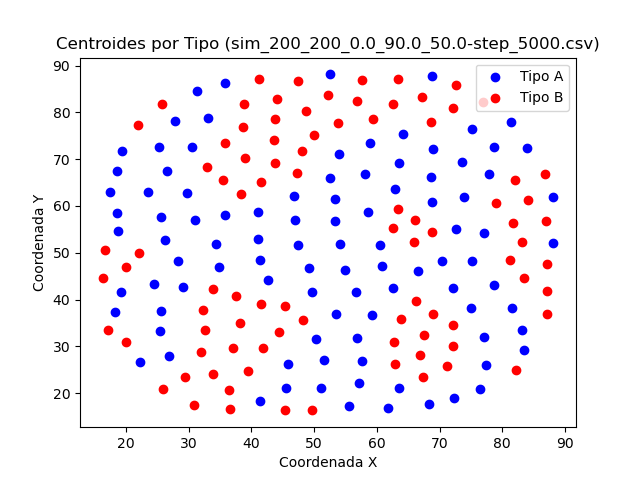 Centroides por Tipo (sim_200_200_0.0_90.0_50.0-step_5000.csv)
Tipo A
Tipo B
90
80
70
60
50
40
30
20
Coordenada Y
20 30 40 50 60 70 80 90
Coordenada X